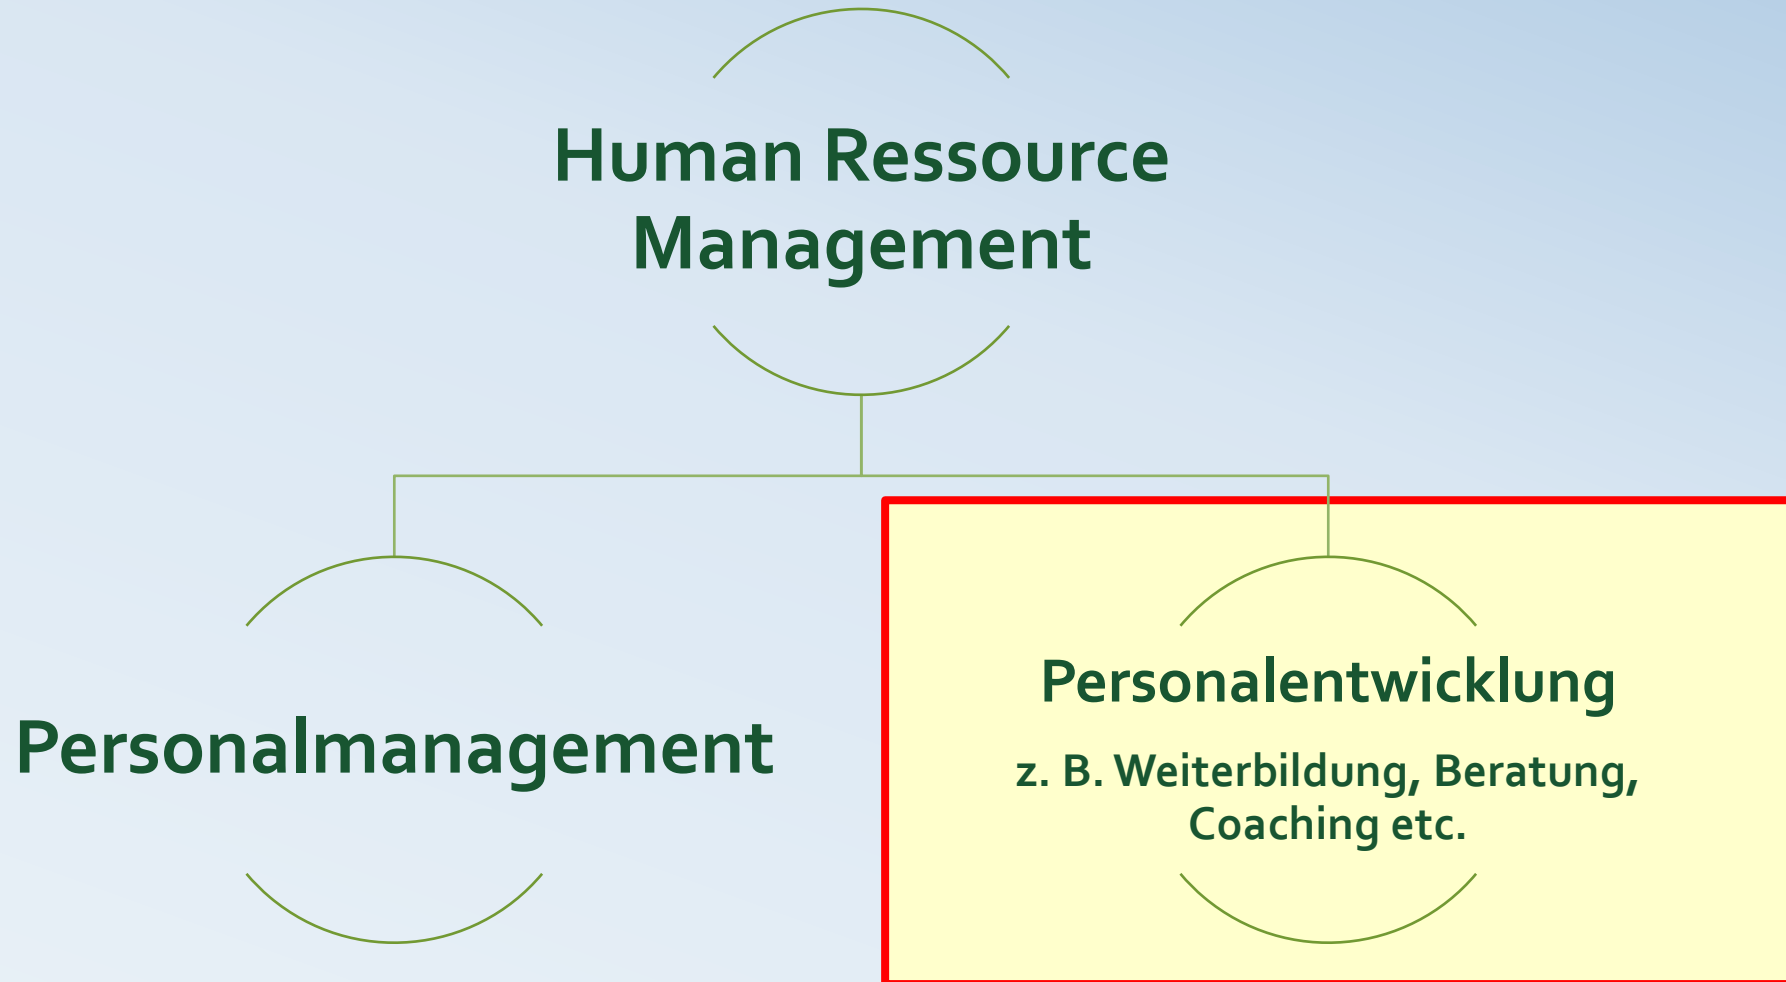 Human Ressource
Management
Personalmanagement
Personalentwicklung
z. B. Weiterbildung, Beratung,
Coaching etc.